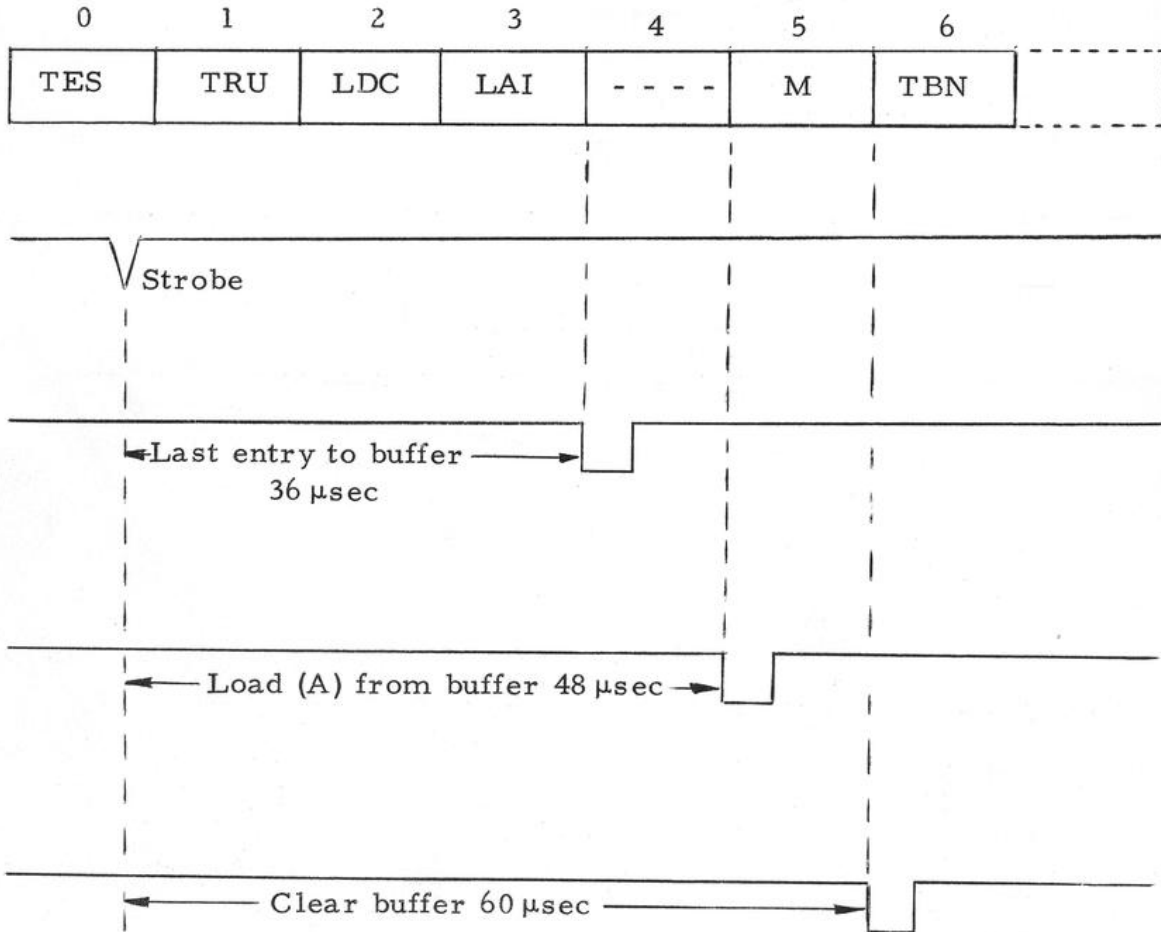 0 1 2 3 4 5 6
TES TRU LDC LAI - - - - M TBN
Strobe
Last entry to buffer
36 μsec
Load (A) from buffer 48 μsec
Clear buffer 60 μsec